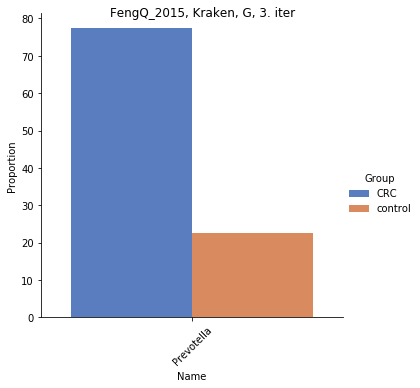 FengQ_2015, Kraken, G, 3. iter
80
70
60
50
40
30
20
10
0
Proportion
Prevotella
Name
Group
CRC
control